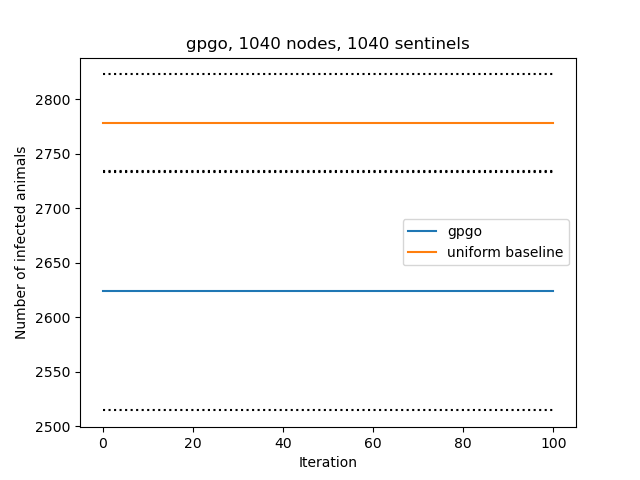 gpgo, 1040 nodes, 1040 sentinels
2800
2750
2700
2650
2600
2550
2500
Number of infected animals
gpgo
uniform baseline
0 20 40 60 80 100
Iteration